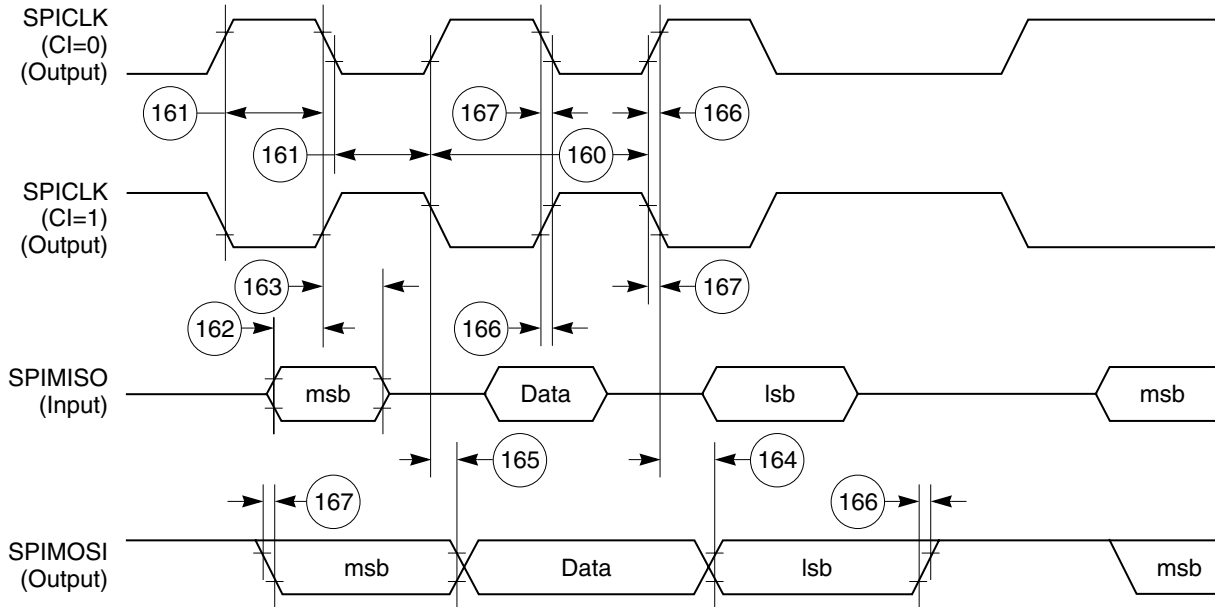 SPICLK
(CI=0)
(Output)
161
167
166
161
160
SPICLK
(CI=1)
(Output)
163
167
162
166
SPIMISO
(Input)
msb
Data
lsb
msb
165
164
167
166
SPIMOSI
(Output)
msb
Data
lsb
msb